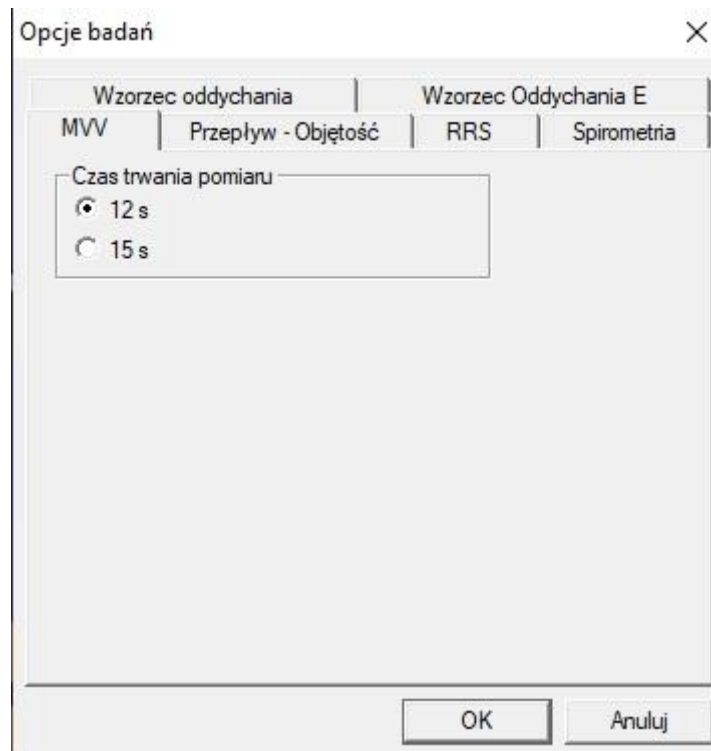 Opcje badań
Wzorzec oddychania Wzorzec Oddychania E
MVV Przepływ - Objętość RRS Spirometria
Czas trwania pomiaru
12 s
15 s
OK Anuluj